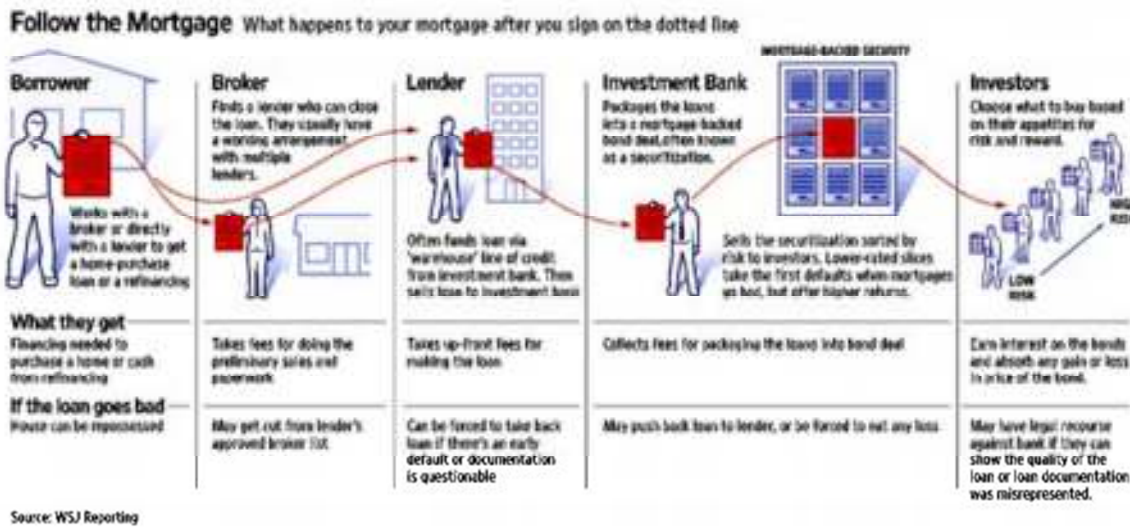 Follow the Mortgage What happens to your mortgage after you sign on the dotted line
Borrower
Works with a
broker or directly
with a lender to get
a home-purchase
loan or a refinancing
Broker
Finds a lender who can close
the loan. They usually have
a working arrangement
with multiple
lenders.
Lender
Often funds loan via
'warehouse' line of credit
from investment bank. Then
sells loan to investment bank
Investment Bank
Packages the loans
into a mortgage-backed
bond deal, often known
as a securitization.
MORTGAGE-BACKED SECURITY
Sells the securitization sorted by
risk to investors. Lower-rated slices
take the first defaults when mortgages
go bad, but offer higher returns.
Investors
Choose what to buy based
on their appetites for
risk and reward.
HIG
RIS
LOW
RISK
What they get
Financing needed to
purchase a home or cash
from refinancing
Takes fees for doing the
preliminary sales and
paperwork
Takes up-front fees for
making the loan
Collects fees for packaging the loans into bond deal
Earn interest on the bonds
and absorb any gain or loss
in price of the bond.
If the loan goes bad
House can be repossessed
May get cut from lender's
approved broker list
Can be forced to take back
loan if there's an early
default or documentation
is questionable
May push back loan to lender, or be forced to eat any loss
May have legal recourse
against bank if they can
show the quality of the
loan or loan documentation
was misrepresented.
Source: WSJ Reporting